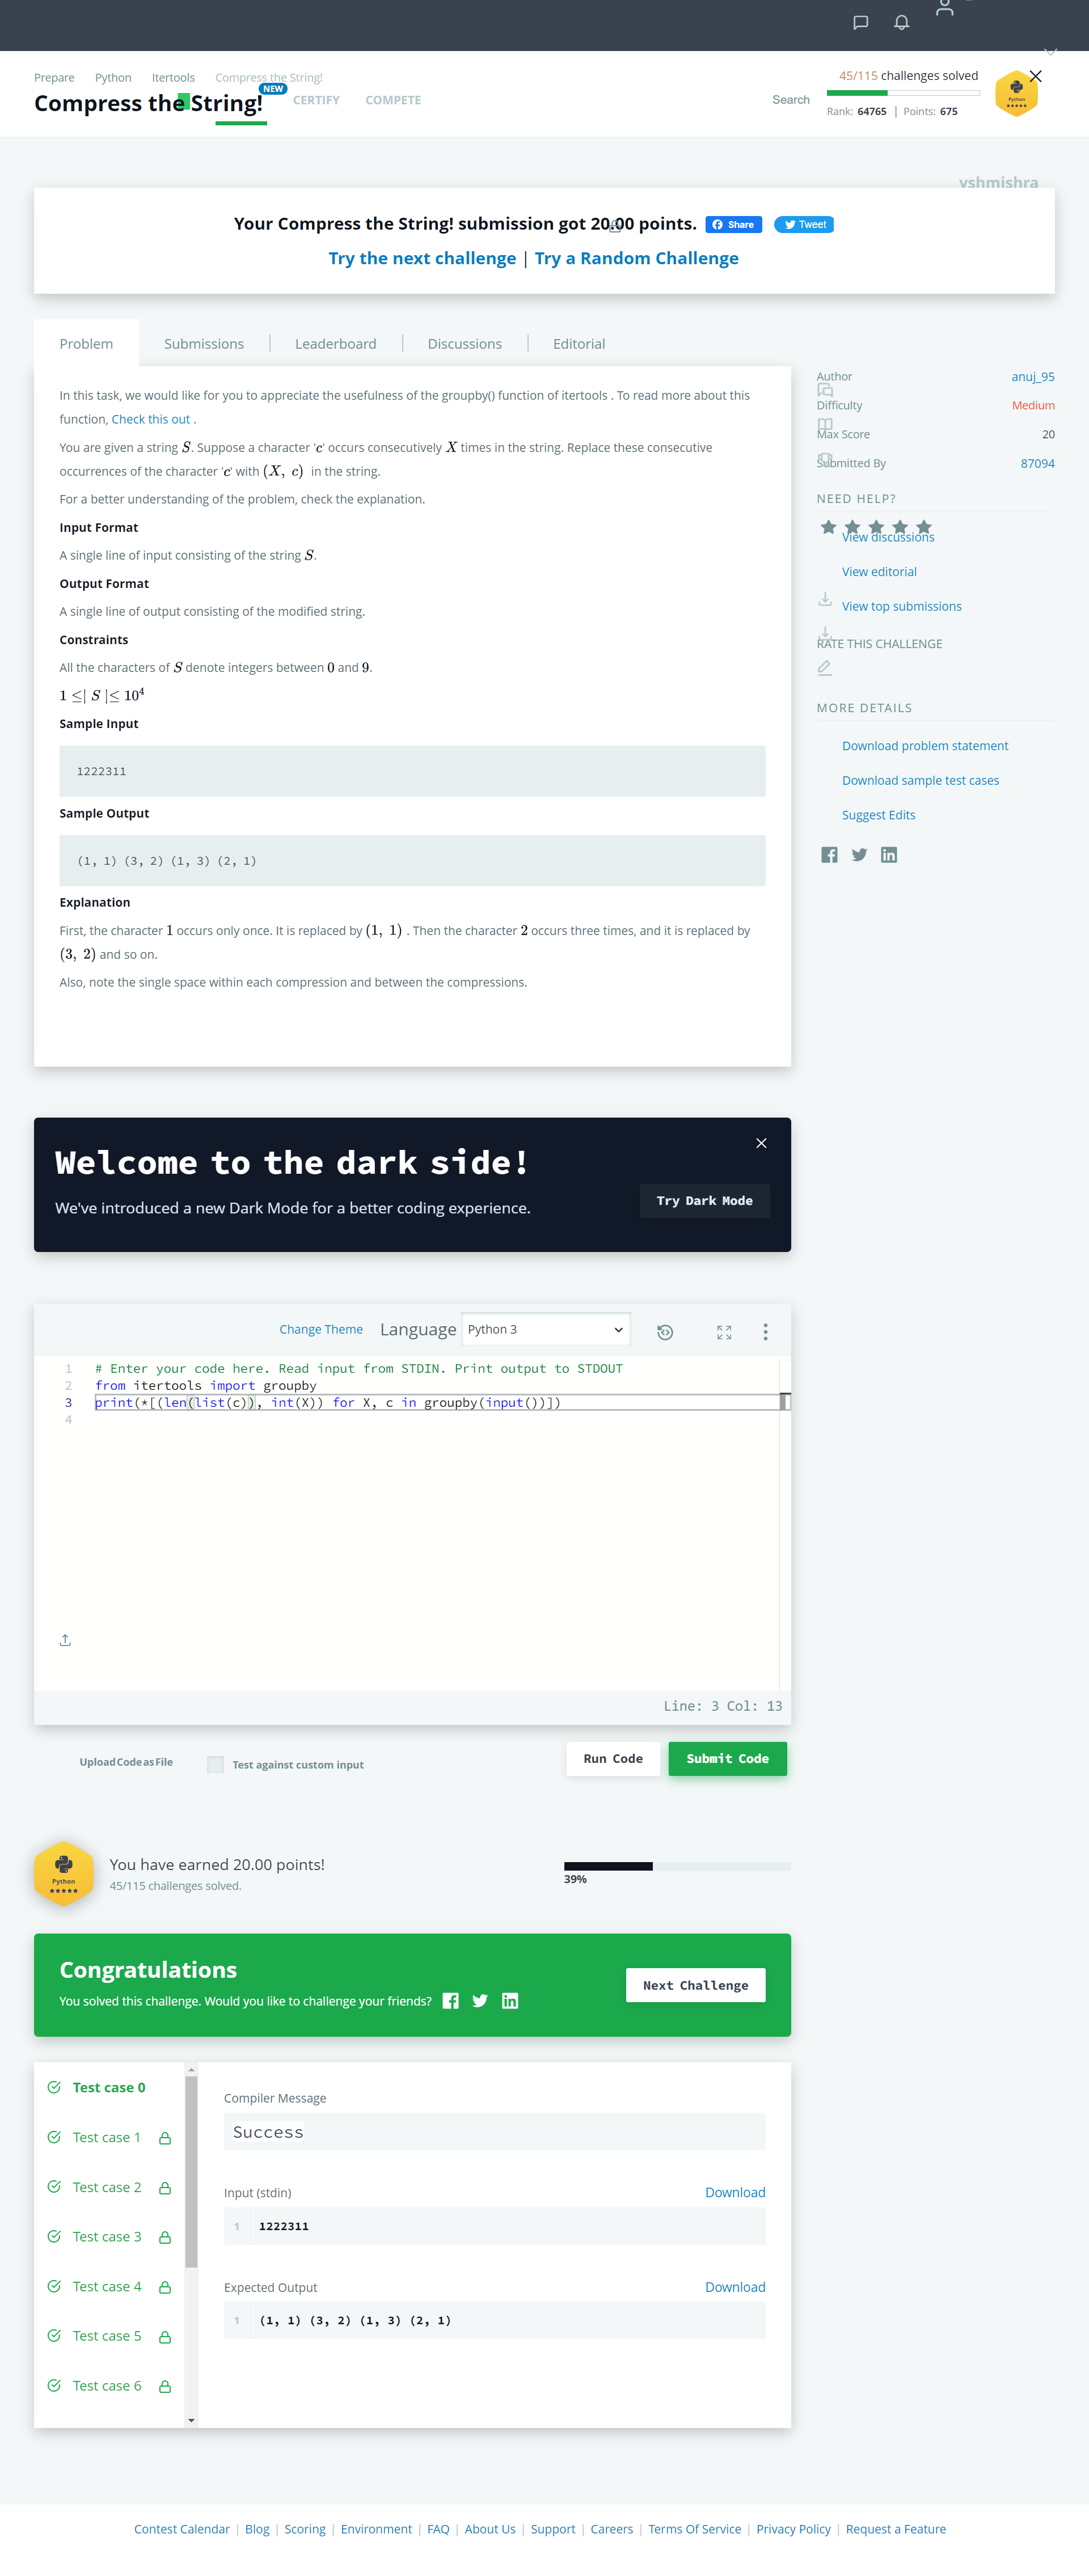 Prepare Python Itertools Compress the String!
Compress the String!
NEW
CERTIFY COMPETE
Search
45/115 challenges solved
Rank: 64765 | Points: 675
Python
yshmishra
Your Compress the String! submission got 20.00 points. Share Tweet
Try the next challenge | Try a Random Challenge
Problem Submissions Leaderboard Discussions Editorial
In this task, we would like for you to appreciate the usefulness of the groupby() function of itertools . To read more about this
function, Check this out .
You are given a string S. Suppose a character 'c' occurs consecutively X times in the string. Replace these consecutive
occurrences of the character 'c' with (X, c) in the string.
For a better understanding of the problem, check the explanation.
Input Format
A single line of input consisting of the string S.
Output Format
A single line of output consisting of the modified string.
Constraints
All the characters of S denote integers between 0 and 9.
1 ≤| S |≤ 10⁴
Sample Input
1222311
Sample Output
(1, 1) (3, 2) (1, 3) (2, 1)
Explanation
First, the character 1 occurs only once. It is replaced by (1, 1) . Then the character 2 occurs three times, and it is replaced by
(3, 2) and so on.
Also, note the single space within each compression and between the compressions.
Author anuj_95
Difficulty Medium
Max Score 20
Submitted By 87094
NEED HELP?
View discussions
View editorial
View top submissions
RATE THIS CHALLENGE
MORE DETAILS
Download problem statement
Download sample test cases
Suggest Edits
Welcome to the dark side!
We've introduced a new Dark Mode for a better coding experience.
Try Dark Mode
Change Theme Language Python 3
1 # Enter your code here. Read input from STDIN. Print output to STDOUT
2 from itertools import groupby
3 print(*[(len(list(c)), int(X)) for X, c in groupby(input())])
4
Line: 3 Col: 13
Upload Code as File Test against custom input Run Code Submit Code
Python
You have earned 20.00 points!
45/115 challenges solved.
39%
Congratulations
You solved this challenge. Would you like to challenge your friends?
Next Challenge
Test case 0
Test case 1
Test case 2
Test case 3
Test case 4
Test case 5
Test case 6
Compiler Message
Success
Input (stdin) Download
1 1222311
Expected Output Download
1 (1, 1) (3, 2) (1, 3) (2, 1)
Contest Calendar | Blog | Scoring | Environment | FAQ | About Us | Support | Careers | Terms Of Service | Privacy Policy | Request a Feature